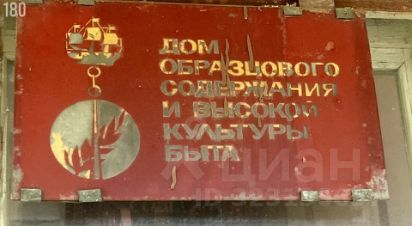 180
ДОМ
ОБРАЗЦОВОГО
СОДЕРЖАНИЯ
И ВЫСОКОЙ
КУЛЬТУРЫ
БЫТА
циан